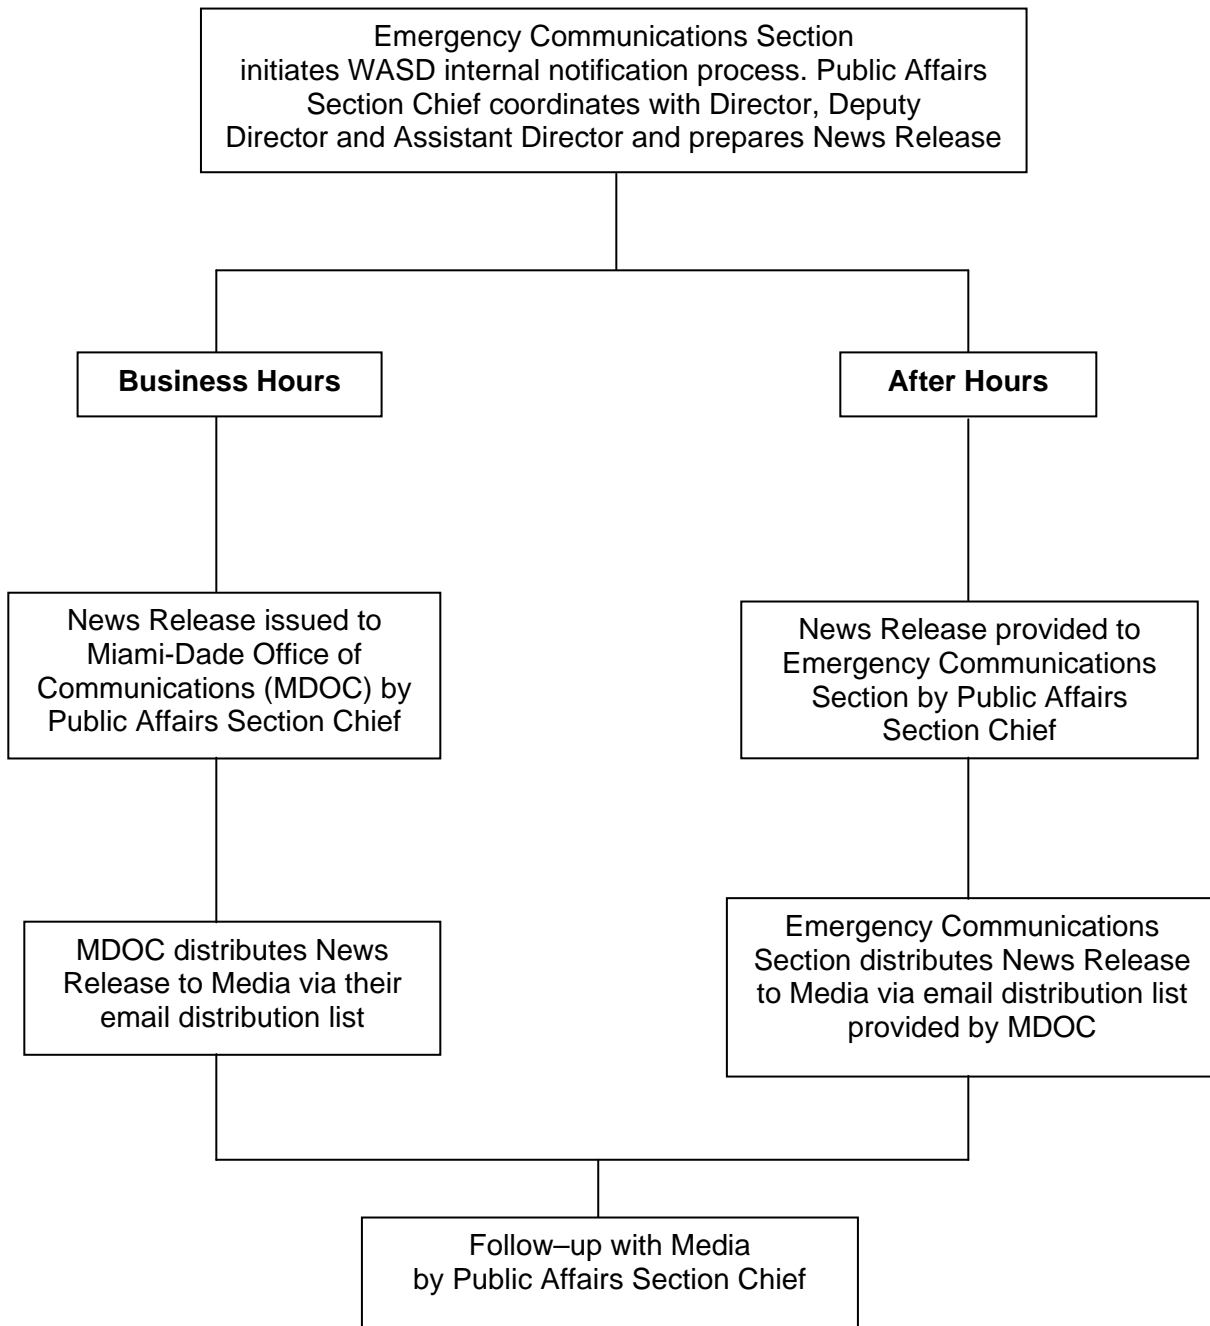 Emergency Communications Section
initiates WASD internal notification process. Public Affairs
Section Chief coordinates with Director, Deputy
Director and Assistant Director and prepares News Release
Business Hours
After Hours
News Release issued to
Miami-Dade Office of
Communications (MDOC) by
Public Affairs Section Chief
News Release provided to
Emergency Communications
Section by Public Affairs
Section Chief
MDOC distributes News
Release to Media via their
email distribution list
Emergency Communications
Section distributes News Release
to Media via email distribution list
provided by MDOC
Follow–up with Media
by Public Affairs Section Chief